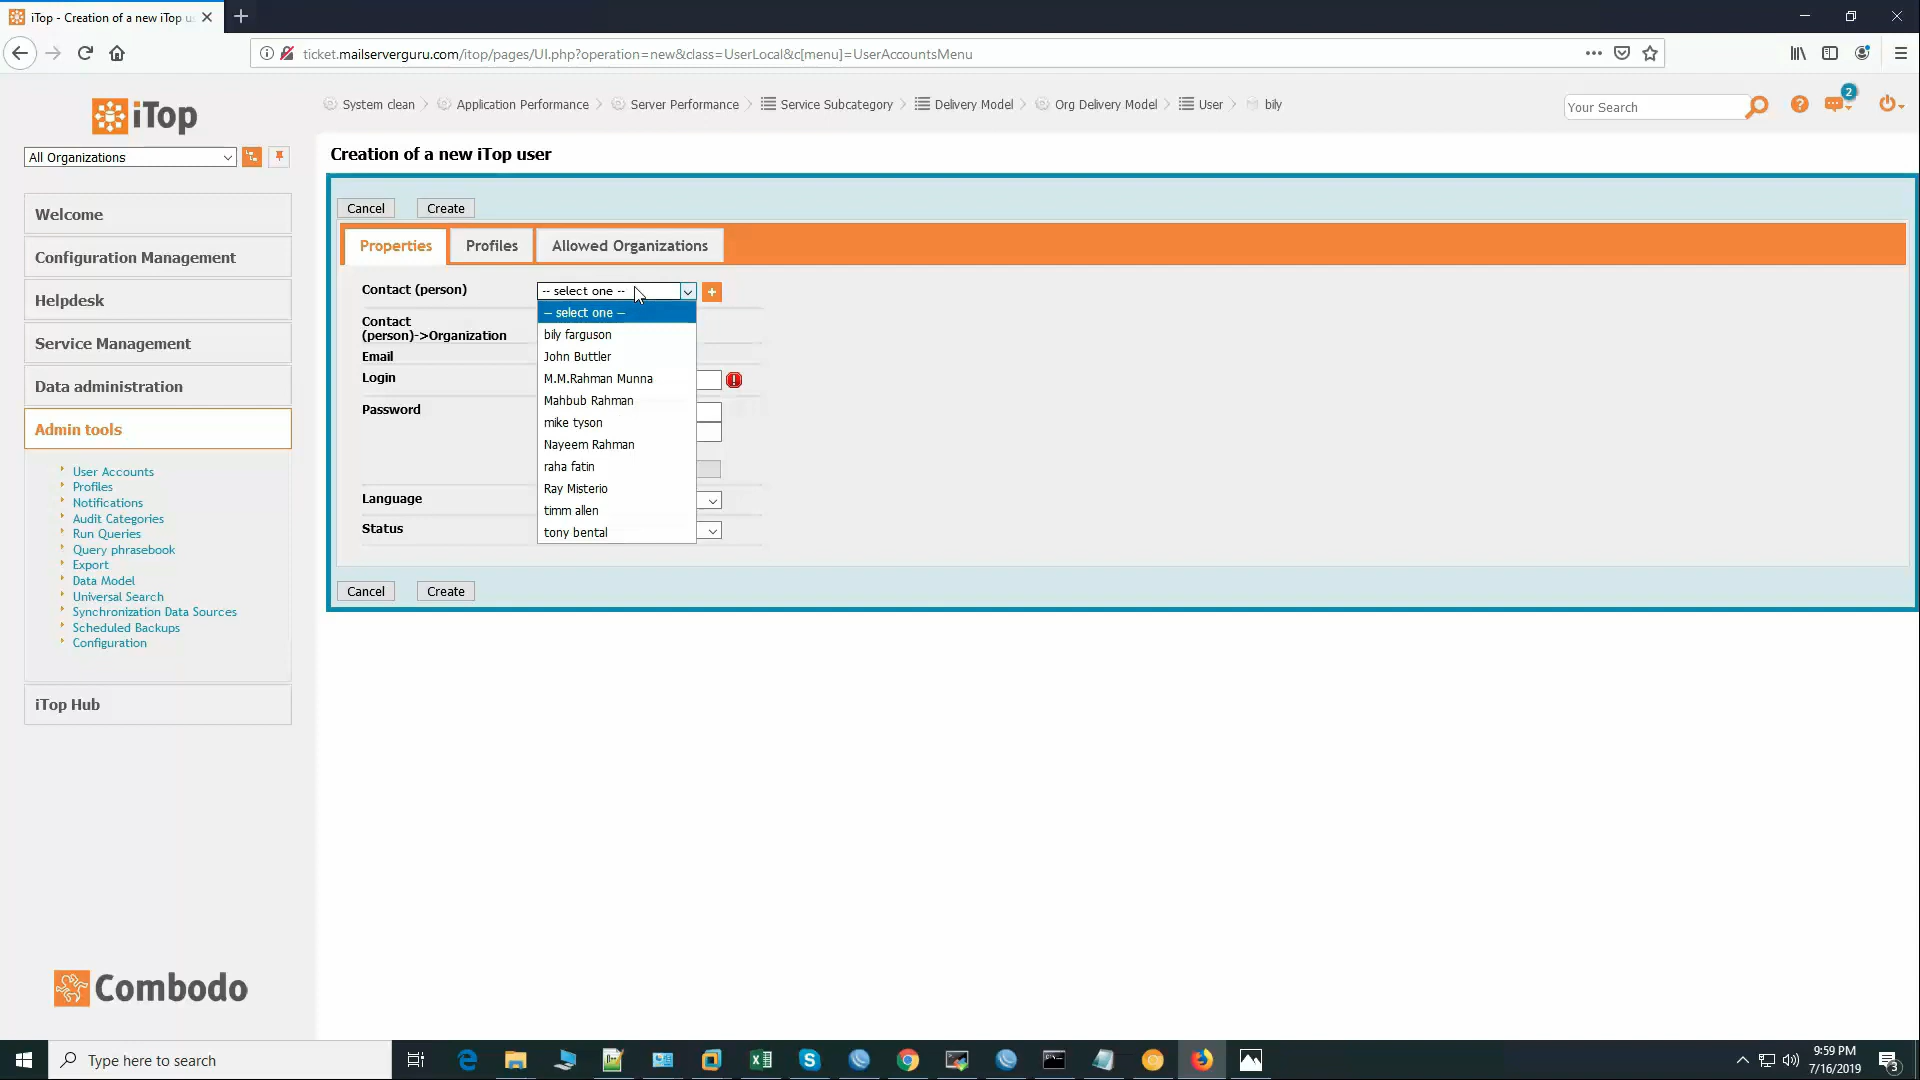 iTop - Creation of a new iTop u
ticket.mailserverguru.com/itop/pages/UI.php?operation=new&class=UserLocal&c[menu]=UserAccountsMenu
iTop
System clean
Application Performance
Server Performance
Service Subcategory
Delivery Model
Org Delivery Model
User
bily
Your Search
?
2
All Organizations
Creation of a new iTop user
Welcome
Configuration Management
Helpdesk
Service Management
Data administration
Admin tools
User Accounts
Profiles
Notifications
Audit Categories
Run Queries
Query phrasebook
Export
Data Model
Universal Search
Synchronization Data Sources
Scheduled Backups
Configuration
iTop Hub
Combodo
Cancel
Create
Properties
Profiles
Allowed Organizations
Contact (person)
-- select one --
+
-- select one --
bily farguson
John Buttler
M.M.Rahman Munna
Mahbub Rahman
mike tyson
Nayeem Rahman
raha fatin
Ray Misterio
timm allen
tony bental
Contact
(person)->Organization
Email
Login
!
Password
Language
Status
Cancel
Create
Type here to search
9:59 PM
7/16/2019
3